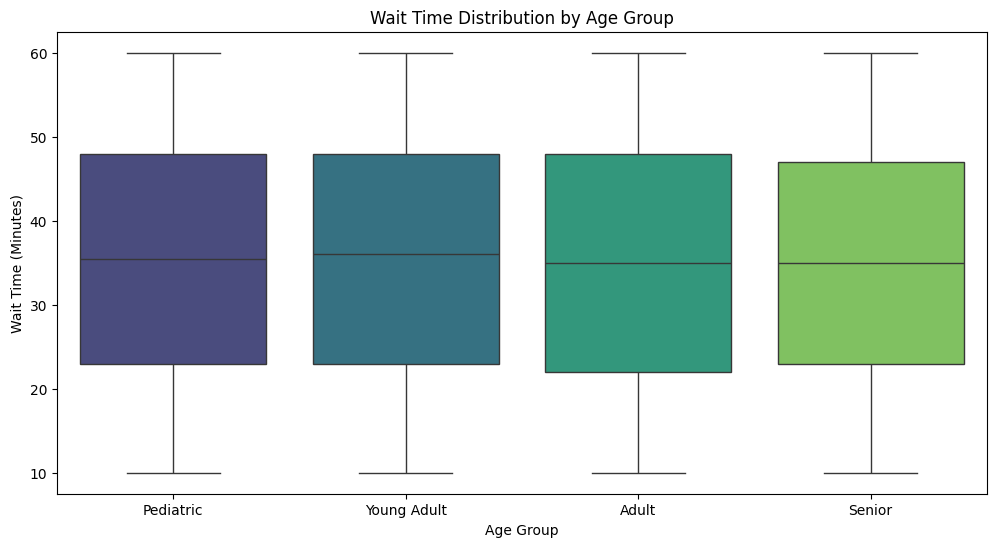 Wait Time Distribution by Age Group
Wait Time (Minutes)
60
50
40
30
20
10
Pediatric Young Adult Adult Senior
Age Group